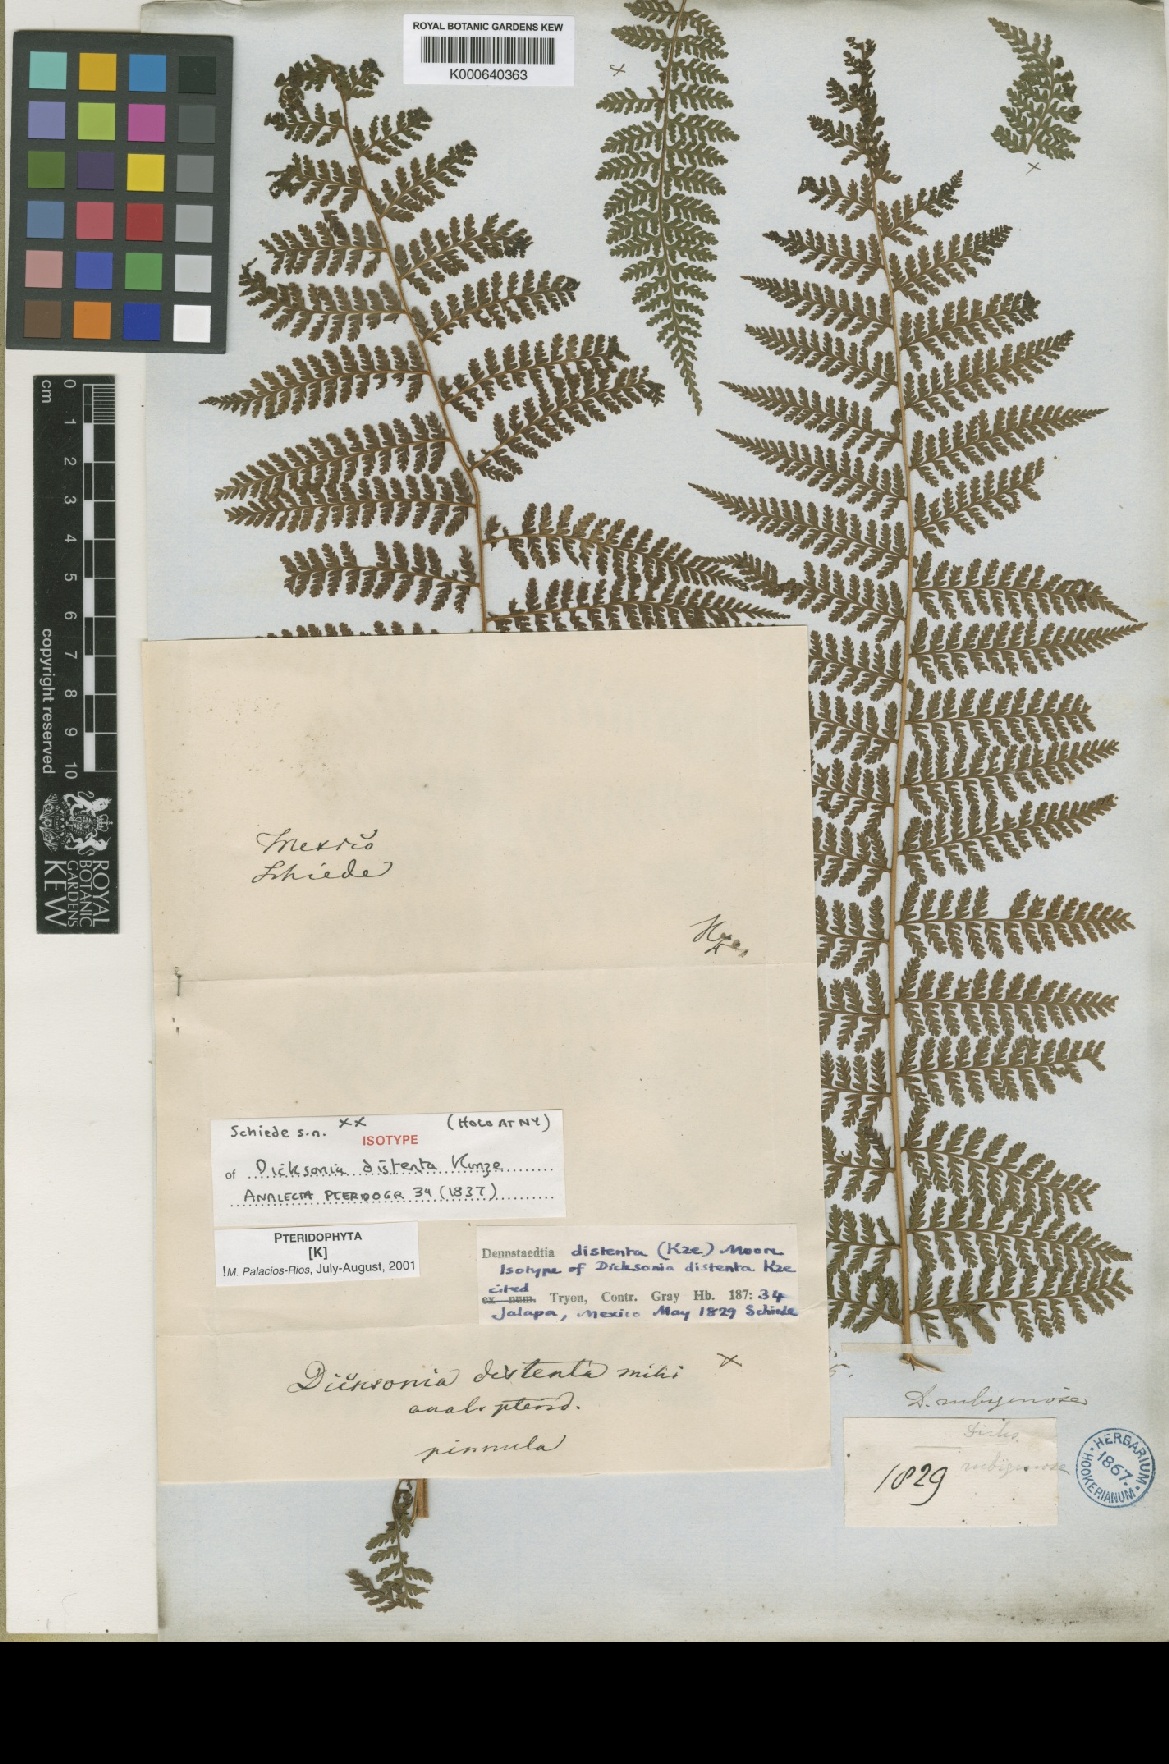 ROYAL BOTANIC GARDENS KEW
K000640363
cm
0
1
2
3
4
5
6
7
8
9
10
copyright reserved
ROYAL
BOTANIC
GARDENS
KEW
Mexico
Schiede
Schiede s.n. xx (HOLO AT NY)
ISOTYPE
of Dicksonia distenta Kunze
ANALECTA PTERIDOGR 34 (1837)
PTERIDOPHYTA
[K]
!M. Palacios-Rios, July-August, 2001
Dennstaedtia distenta (Kze) Moore
Isotype of Dicksonia distenta Kze
cited
ex num. Tryon, Contr. Gray Hb. 187: 34
Jalapa, Mexico May 1829 Schiede
Dicksonia distenta mihi x
anal. pterid.
pinnula
D. rubiginosa
Dicks.
rubiginosa
1829
HERBARIUM
1867.
HOOKERIANUM